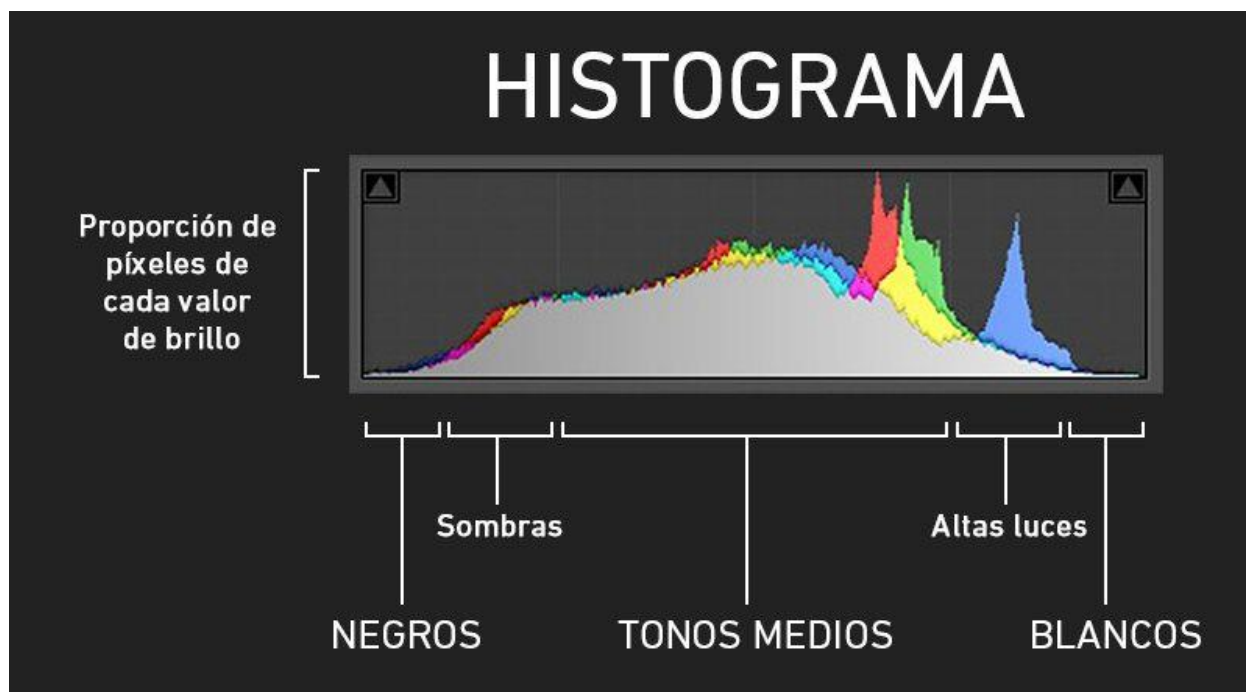 HISTOGRAMA
Proporción de
píxeles de
cada valor
de brillo
Sombras
Altas luces
NEGROS
TONOS MEDIOS
BLANCOS